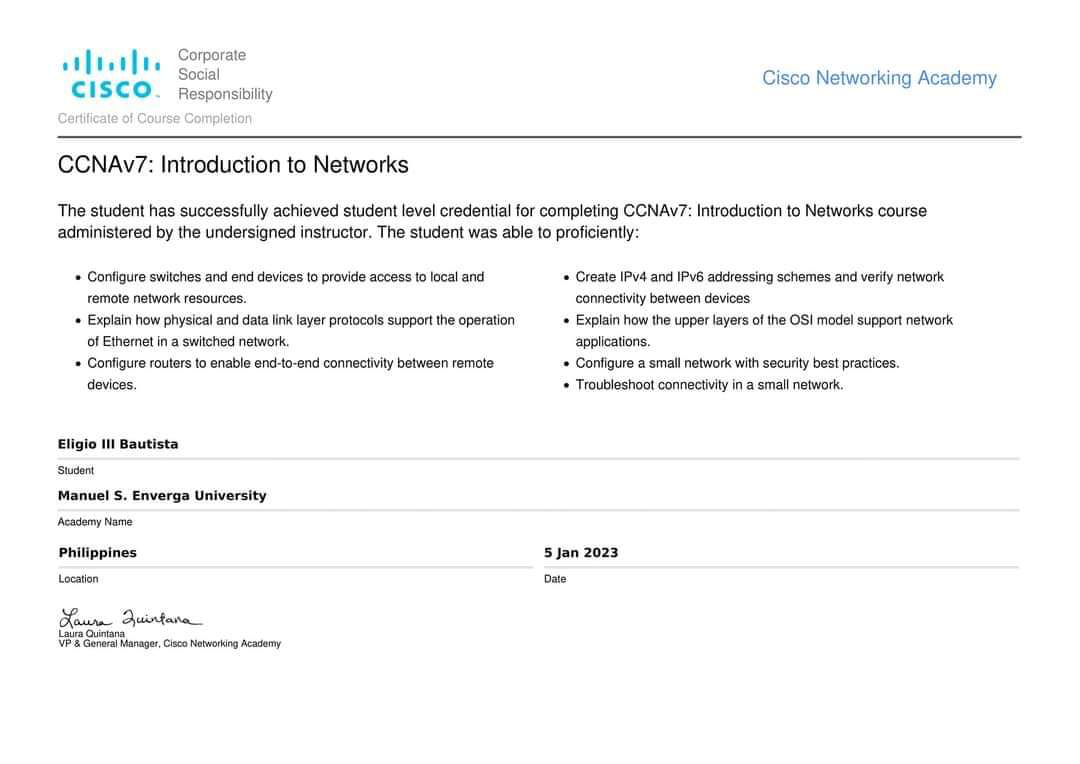 Corporate
Social
Responsibility
CISCO™
Cisco Networking Academy
Certificate of Course Completion
CCNAv7: Introduction to Networks
The student has successfully achieved student level credential for completing CCNAv7: Introduction to Networks course
administered by the undersigned instructor. The student was able to proficiently:
• Configure switches and end devices to provide access to local and
remote network resources.
• Explain how physical and data link layer protocols support the operation
of Ethernet in a switched network.
• Configure routers to enable end-to-end connectivity between remote
devices.
• Create IPv4 and IPv6 addressing schemes and verify network
connectivity between devices
• Explain how the upper layers of the OSI model support network
applications.
• Configure a small network with security best practices.
• Troubleshoot connectivity in a small network.
Eligio III Bautista
Student
Manuel S. Enverga University
Academy Name
Philippines
Location
5 Jan 2023
Date
Laura Quintana
Laura Quintana
VP & General Manager, Cisco Networking Academy